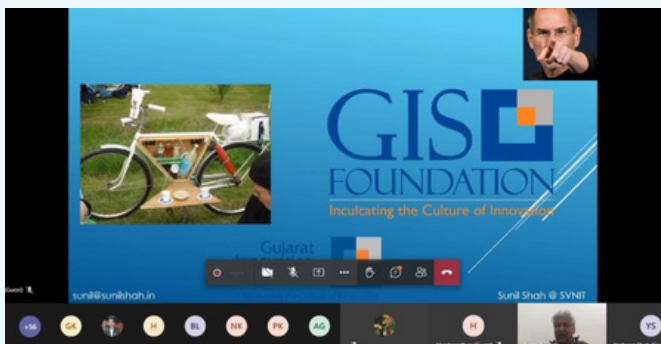 GIS
FOUNDATION
Inculcating the Culture of Innovation
Gujarat
sunil@sunilshah.in
Sunil Shah @ SVNIT
(Guest)
+56
GK
H
BL
NK
PK
AG
H
YS